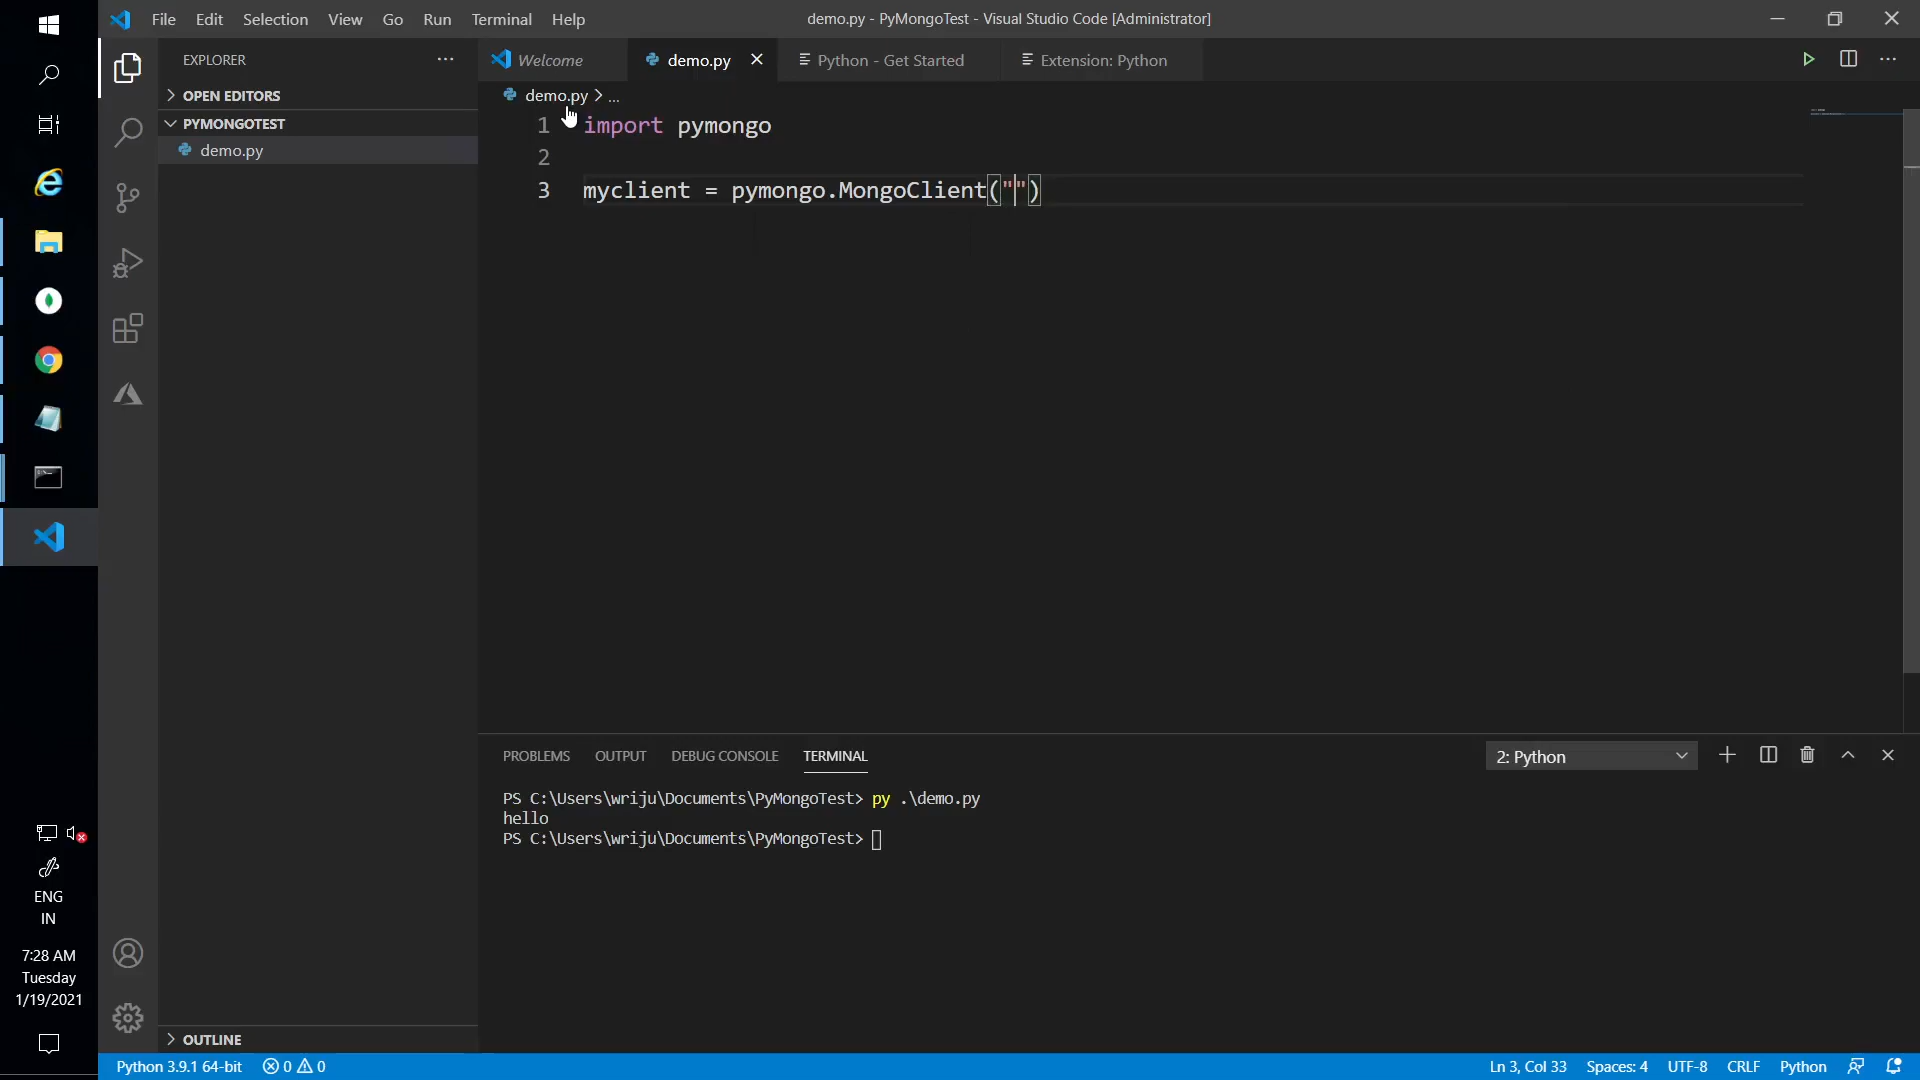 File Edit Selection View Go Run Terminal Help
demo.py - PyMongoTest - Visual Studio Code [Administrator]
EXPLORER
Welcome
demo.py
Python - Get Started
Extension: Python
OPEN EDITORS
PYMONGOTEST
demo.py
demo.py > ...
1 import pymongo
2
3 myclient = pymongo.MongoClient("")
PROBLEMS OUTPUT DEBUG CONSOLE TERMINAL
2: Python
PS C:\Users\wriju\Documents\PyMongoTest> py .\demo.py
hello
PS C:\Users\wriju\Documents\PyMongoTest>
ENG
IN
7:28 AM
Tuesday
1/19/2021
OUTLINE
Python 3.9.1 64-bit 0 0
Ln 3, Col 33 Spaces: 4 UTF-8 CRLF Python